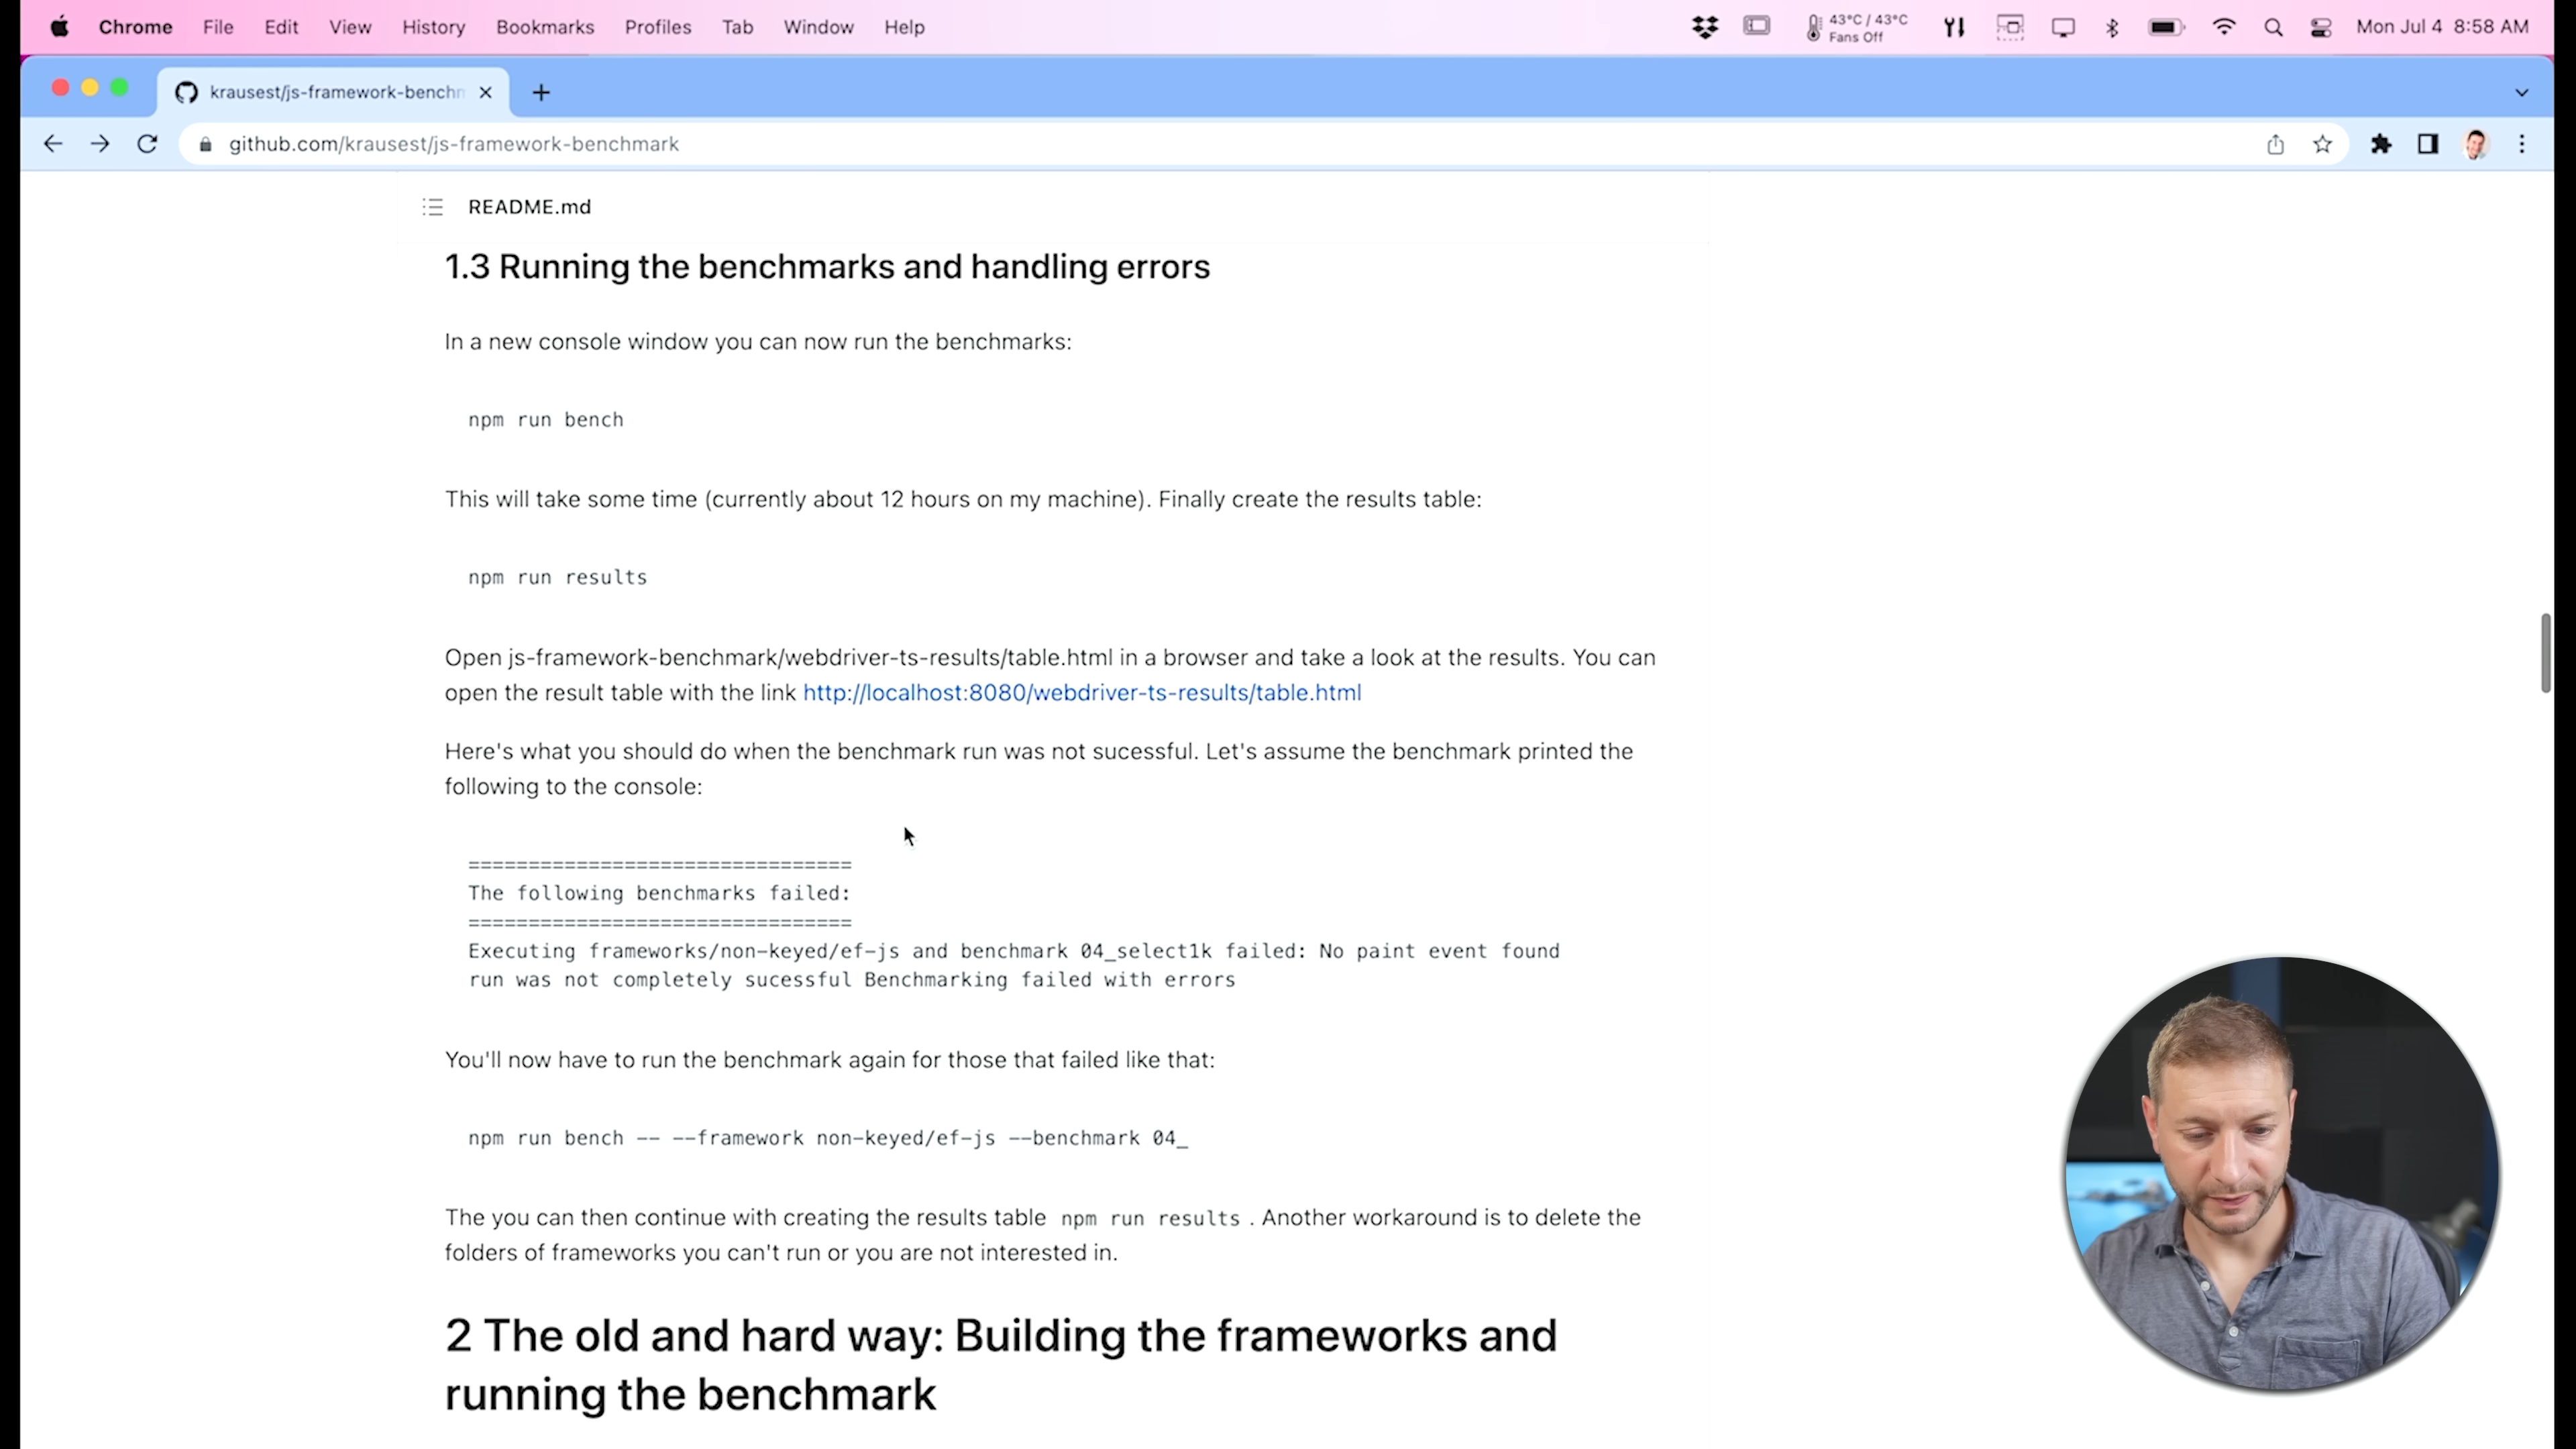 Chrome File Edit View History Bookmarks Profiles Tab Window Help 43°C / 43°C Fans Off Mon Jul 4 8:58 AM
krausest/js-framework-benchm
github.com/krausest/js-framework-benchmark
README.md
1.3 Running the benchmarks and handling errors
In a new console window you can now run the benchmarks:
npm run bench
This will take some time (currently about 12 hours on my machine). Finally create the results table:
npm run results
Open js-framework-benchmark/webdriver-ts-results/table.html in a browser and take a look at the results. You can
open the result table with the link http://localhost:8080/webdriver-ts-results/table.html
Here's what you should do when the benchmark run was not sucessful. Let's assume the benchmark printed the
following to the console:
================================
The following benchmarks failed:
================================
Executing frameworks/non-keyed/ef-js and benchmark 04_select1k failed: No paint event found
run was not completely sucessful Benchmarking failed with errors
You'll now have to run the benchmark again for those that failed like that:
npm run bench -- --framework non-keyed/ef-js --benchmark 04_
The you can then continue with creating the results table npm run results . Another workaround is to delete the
folders of frameworks you can't run or you are not interested in.
2 The old and hard way: Building the frameworks and
running the benchmark